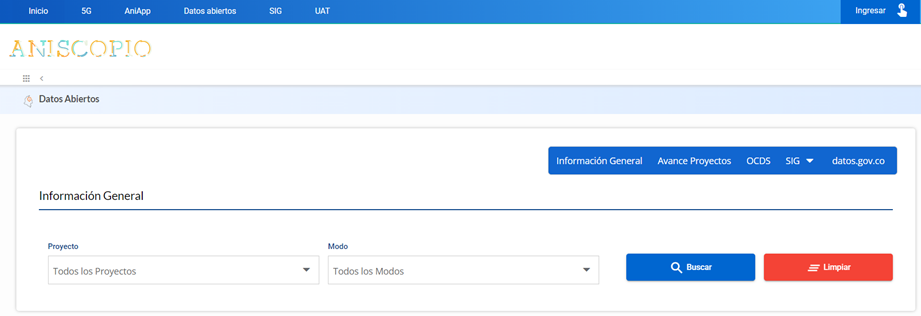 Inicio 5G AniApp Datos abiertos SIG UAT Ingresar
ANISCOPIO
Datos Abiertos
Información General Avance Proyectos OCDS SIG datos.gov.co
Información General
Proyecto Modo
Todos los Proyectos Todos los Modos Buscar Limpiar